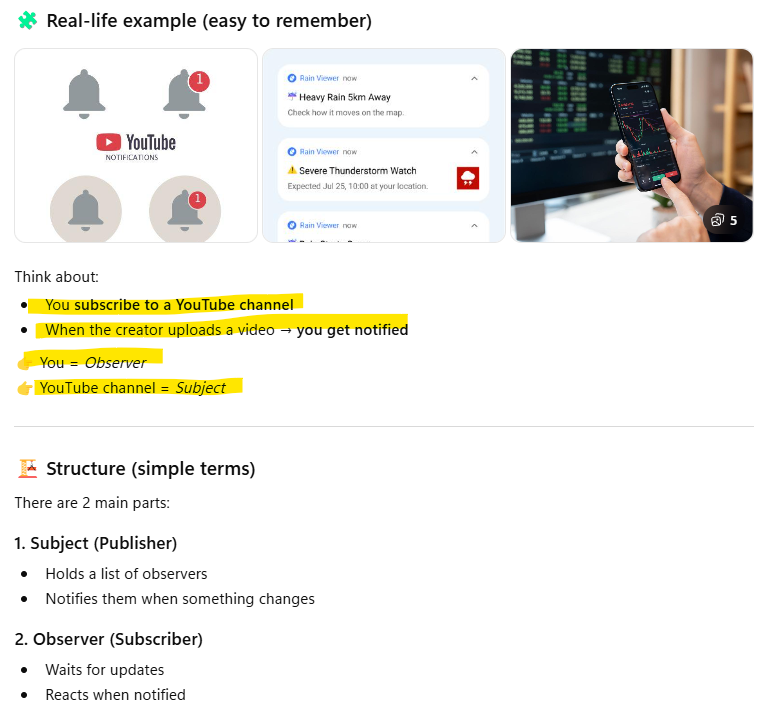 🧩 Real-life example (easy to remember)
1
YouTube
NOTIFICATIONS
1
Rain Viewer now
☔ Heavy Rain 5km Away
Check how it moves on the map.
Rain Viewer now
⚠️ Severe Thunderstorm Watch
Expected Jul 25, 10:00 at your location.
Rain Viewer now
5
Think about:
• You subscribe to a YouTube channel
• When the creator uploads a video → you get notified
👉 You = Observer
👉 YouTube channel = Subject
🏗️ Structure (simple terms)
There are 2 main parts:
1. Subject (Publisher)
• Holds a list of observers
• Notifies them when something changes
2. Observer (Subscriber)
• Waits for updates
• Reacts when notified